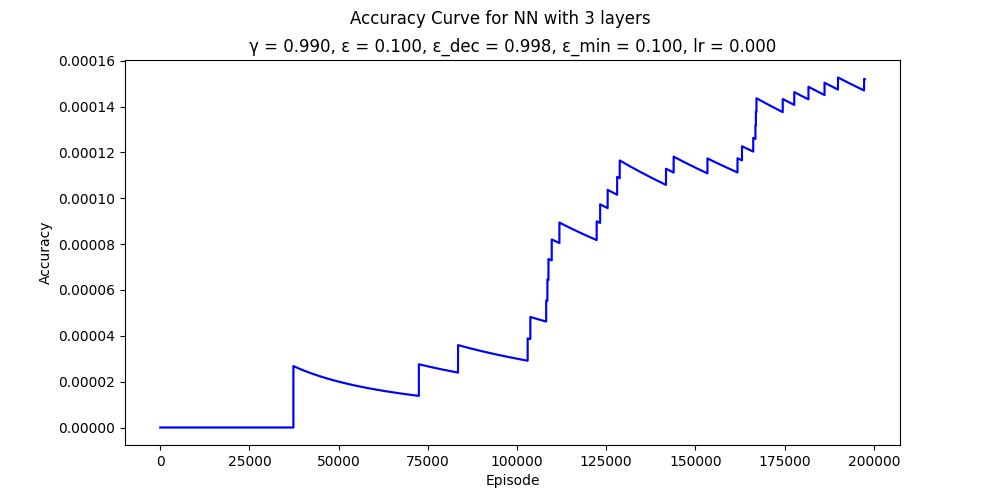 Accuracy Curve for NN with 3 layers
γ = 0.990, ε = 0.100, ε_dec = 0.998, ε_min = 0.100, lr = 0.000
0.00016
0.00014
0.00012
0.00010
0.00008
0.00006
0.00004
0.00002
0.00000
Accuracy
0 25000 50000 75000 100000 125000 150000 175000 200000
Episode